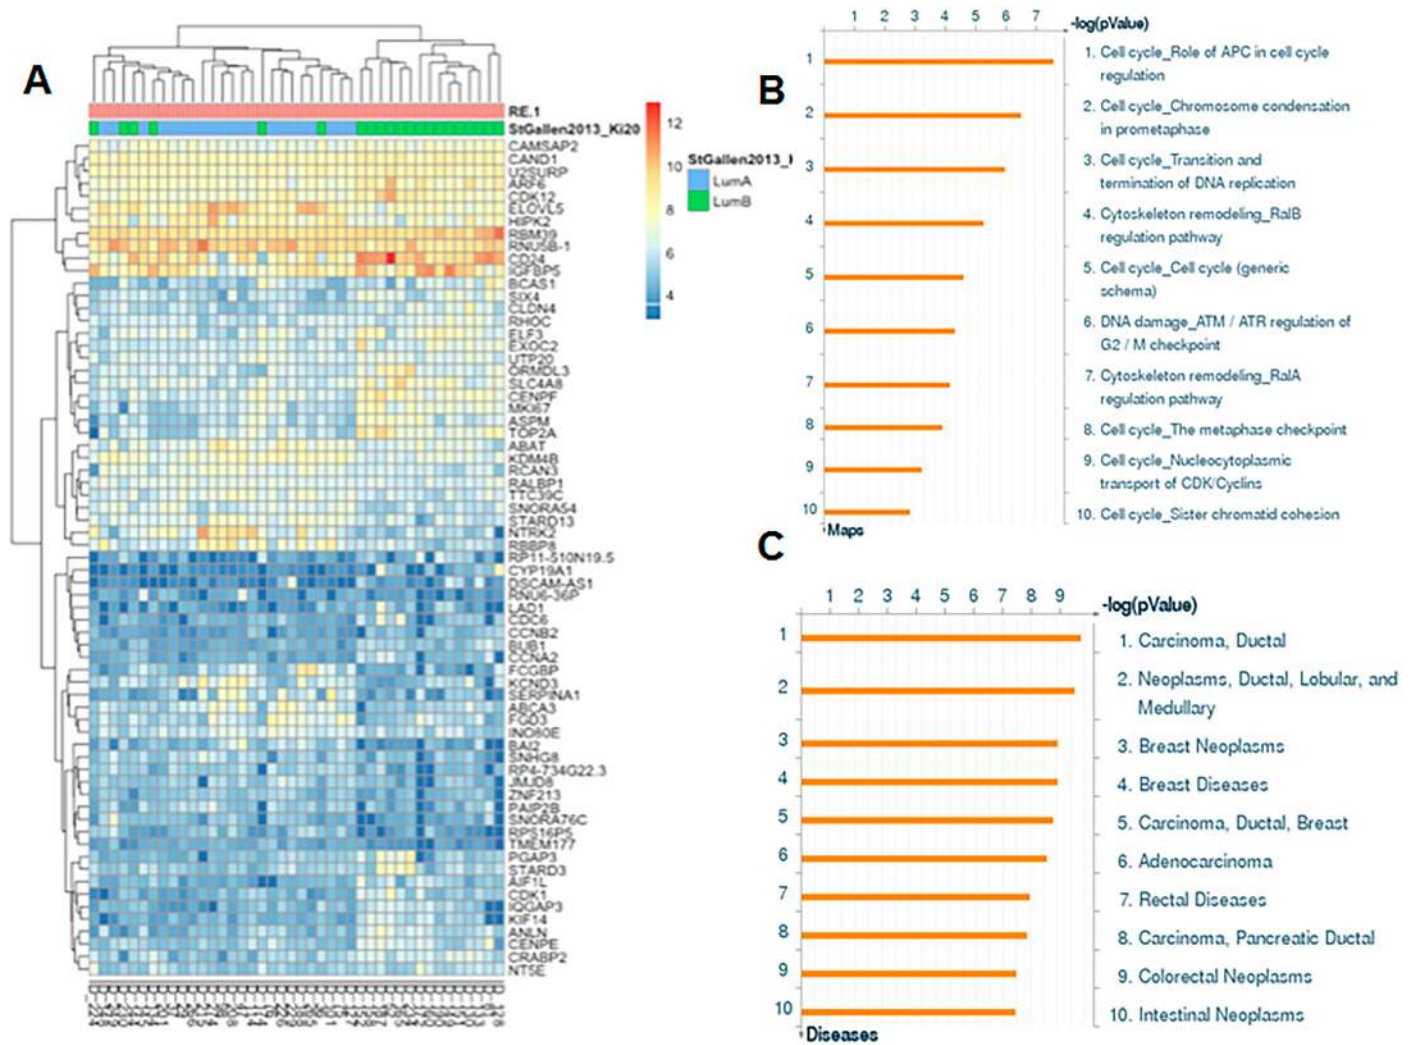 A
RE.1
StGallen2013_Ki20
CAMSAP2
CAND1
U2SURP
ARF6
CDK12
ELOVL5
HIPK2
RBM39
RNU5B-1
CD24
IGFBP5
BCAS1
SIX4
CLDN4
RHOC
ELF3
EXOC2
UTP20
ORMDL3
SLC4A8
CENPF
MKI67
ASPM
TOP2A
ABAT
KDM4B
RCAN3
RALBP1
TTC39C
SNORA54
STARD13
NTRK2
RBBP8
RP11-510N19.5
CYP19A1
DSCAM-AS1
RNU6-36P
LAD1
CDC6
CCNB2
BUB1
CCNA2
FCGBP
KCND3
SERPINA1
ABCA3
FGD3
INO80E
BAI2
SNHG8
RP4-734G22.3
JMJD8
ZNF213
PAIP2B
SNORA76C
RPS16P5
TMEM177
PGAP3
STARD3
AIF1L
CDK1
IQGAP3
KIF14
ANLN
CENPE
CRABP2
NT5E
12
10
8
6
4
StGallen2013_
LumA
LumB
B
1 2 3 4 5 6 7
-log(pValue)
1
2
3
4
5
6
7
8
9
10
Maps
1. Cell cycle_Role of APC in cell cycle
regulation
2. Cell cycle_Chromosome condensation
in prometaphase
3. Cell cycle_Transition and
termination of DNA replication
4. Cytoskeleton remodeling_RalB
regulation pathway
5. Cell cycle_Cell cycle (generic
schema)
6. DNA damage_ATM / ATR regulation of
G2 / M checkpoint
7. Cytoskeleton remodeling_RalA
regulation pathway
8. Cell cycle_The metaphase checkpoint
9. Cell cycle_Nucleocytoplasmic
transport of CDK/Cyclins
10. Cell cycle_Sister chromatid cohesion
C
1 2 3 4 5 6 7 8 9
-log(pValue)
1
2
3
4
5
6
7
8
9
10
Diseases
1. Carcinoma, Ductal
2. Neoplasms, Ductal, Lobular, and
Medullary
3. Breast Neoplasms
4. Breast Diseases
5. Carcinoma, Ductal, Breast
6. Adenocarcinoma
7. Rectal Diseases
8. Carcinoma, Pancreatic Ductal
9. Colorectal Neoplasms
10. Intestinal Neoplasms